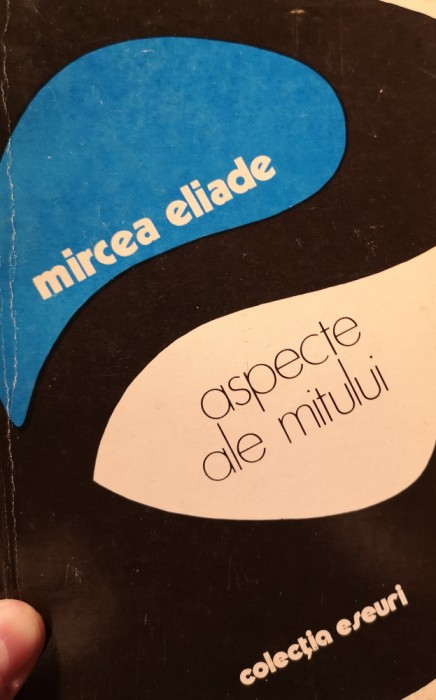 mircea eliade
aspecte
ale mitului
colecția eseuri